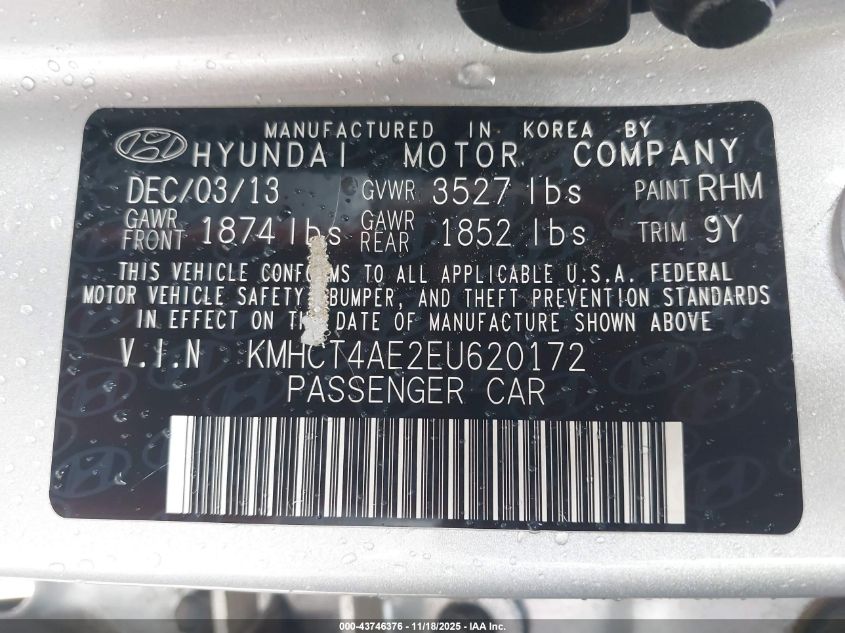 MANUFACTURED IN KOREA BY
HYUNDAI MOTOR COMPANY
DEC/03/13 GVWR 3527 lbs PAINT RHM
GAWR FRONT 1874 lbs GAWR REAR 1852 lbs TRIM 9Y
THIS VEHICLE CONFORMS TO ALL APPLICABLE U.S.A. FEDERAL
MOTOR VEHICLE SAFETY, BUMPER, AND THEFT PREVENTION STANDARDS
IN EFFECT ON THE DATE OF MANUFACTURE SHOWN ABOVE
V.I.N KMHCT4AE2EU620172
PASSENGER CAR
000-43746376 - 11/18/2025 - IAA Inc.